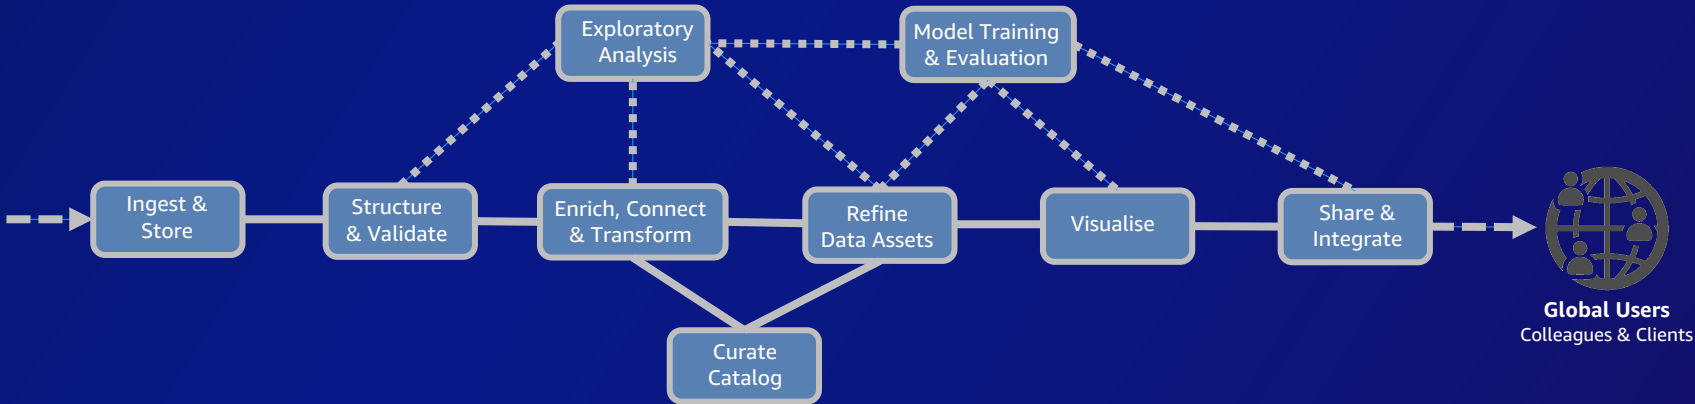 Exploratory
Analysis
Model Training
& Evaluation
Ingest &
Store
Structure
& Validate
Enrich, Connect
& Transform
Refine
Data Assets
Visualise
Share &
Integrate
Global Users
Colleagues & Clients
Curate
Catalog